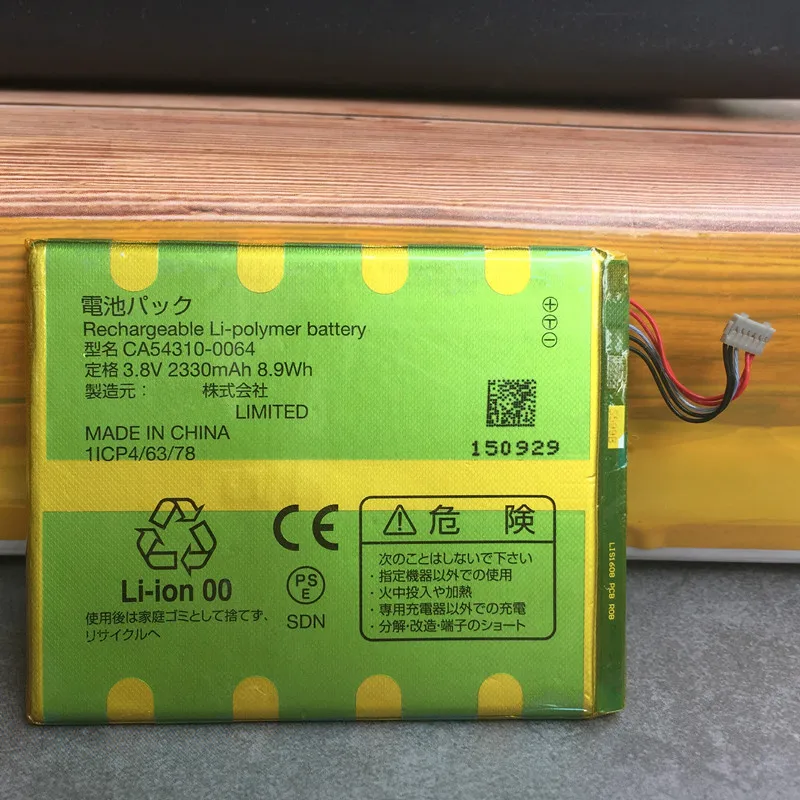 電池パック
Rechargeable Li-polymer battery
型名 CA54310-0064
定格 3.8V 2330mAh 8.9Wh
製造元： 株式会社
LIMITED
MADE IN CHINA
1ICP4/63/78
150929
Li-ion 00
使用後は家庭ゴミとして捨てず、
リサイクルへ
CE
PS
E
SDN
危 険
次のことはしないで下さい
・指定機器以外での使用
・火中投入や加熱
・専用充電器以外での充電
・分解・改造・端子のショート
LIS1608 PCB R0B